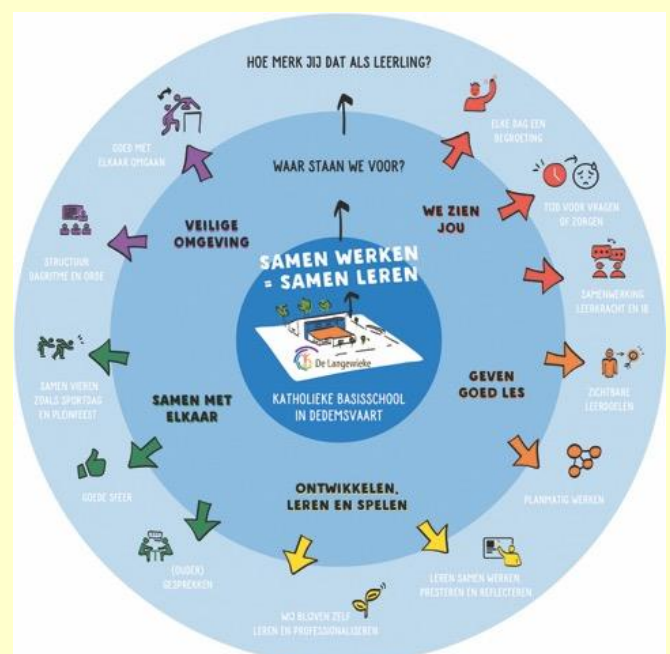 HOE MERK JIJ DAT ALS LEERLING?
WAAR STAAN WE VOOR?
SAMEN WERKEN
= SAMEN LEREN
De Langewieke
KATHOLIEKE BASISSCHOOL
IN DEDEMSVAART
WE ZIEN
JOU
ELKE DAG EEN
BEGROETING
TIJD VOOR VRAGEN
OF ZORGEN
SAMENWERKING
LEERKRACHT EN IB
GEVEN
GOED LES
ZICHTBARE
LEERDOELEN
PLANMATIG WERKEN
ONTWIKKELEN,
LEREN EN SPELEN
LEREN SAMEN WERKEN,
PRESTEREN EN REFLECTEREN
WIJ BLIJVEN ZELF
LEREN EN PROFESSIONALISEREN
SAMEN MET
ELKAAR
(OUDER)
GESPREKKEN
GOEDE SFEER
SAMEN VIEREN
ZOALS SPORTDAG
EN PLEINFEEST
VEILIGE
OMGEVING
STRUCTUUR
DAGRITME EN ORDE
GOED MET
ELKAAR OMGAAN